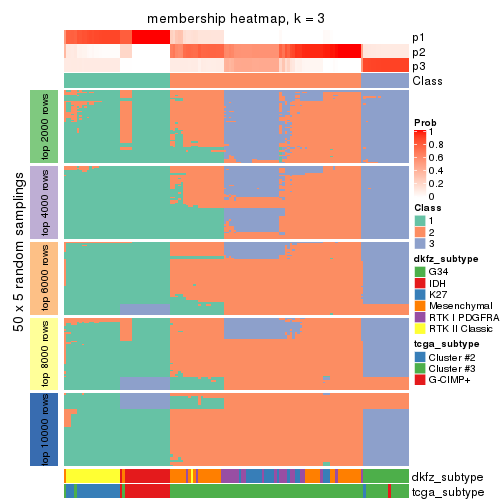 membership heatmap, k = 3
p1
p2
p3
Class
50 x 5 random samplings
top 2000 rows
top 4000 rows
top 6000 rows
top 8000 rows
top 10000 rows
dkfz_subtype
tcga_subtype
Prob
1
0.8
0.6
0.4
0.2
0
Class
1
2
3
dkfz_subtype
G34
IDH
K27
Mesenchymal
RTK I PDGFRA
RTK II Classic
tcga_subtype
Cluster #2
Cluster #3
G-CIMP+